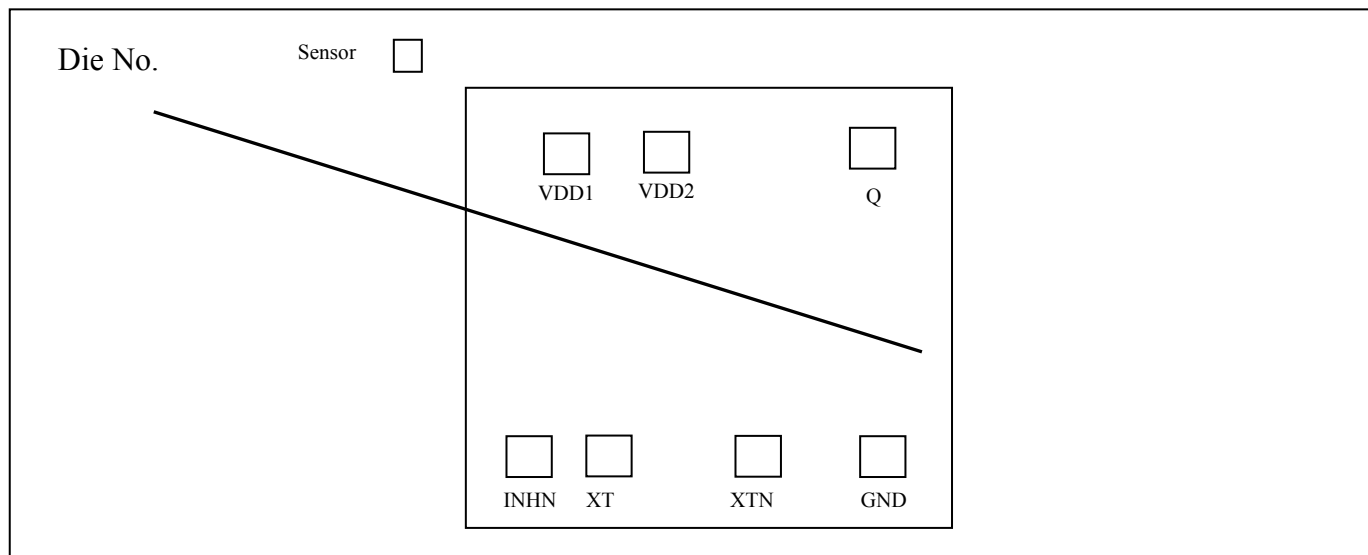 Die No.
Sensor
VDD1
VDD2
Q
INHN
XT
XTN
GND